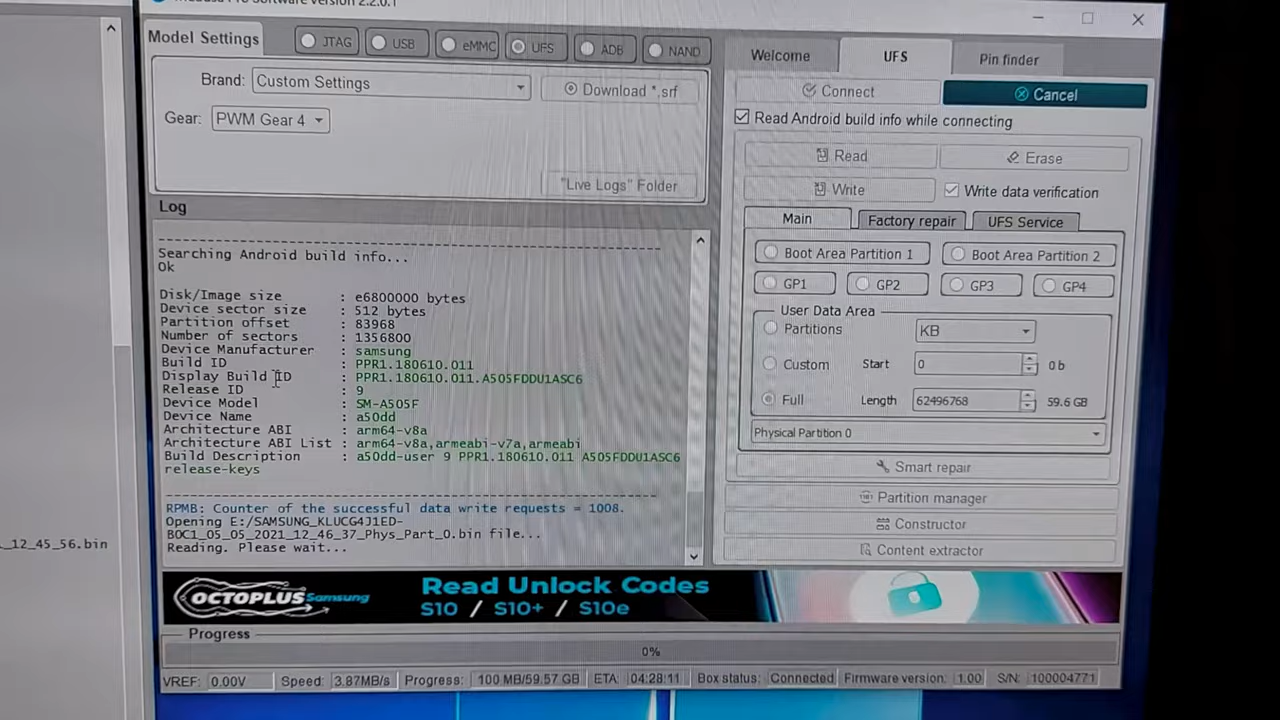 Software version 2.2.0.1
Model Settings
JTAG
USB
eMMC
UFS
ADB
NAND
Brand: Custom Settings
Download *.srf
Gear: PWM Gear 4
"Live Logs" Folder
Log
Searching Android build info...
Ok
Disk/Image size : e6800000 bytes
Device sector size : 512 bytes
Partition offset : 83968
Number of sectors : 1356800
Device Manufacturer : samsung
Build ID : PPR1.180610.011
Display Build ID : PPR1.180610.011.A505FDDU1ASC6
Release ID : 9
Device Model : SM-A505F
Device Name : a50dd
Architecture ABI : arm64-v8a
Architecture ABI List : arm64-v8a,armeabi-v7a,armeabi
Build Description : a50dd-user 9 PPR1.180610.011 A505FDDU1ASC6
release-keys
RPMB: Counter of the successful data write requests = 1008.
Opening E:/SAMSUNG_KLUCG4J1ED-
B0C1_05_05_2021_12_46_37_Phys_Part_0.bin file...
Reading. Please wait...
_12_45_56.bin
Welcome
UFS
Pin finder
Connect
Cancel
Read Android build info while connecting
Read
Erase
Write
Write data verification
Main
Factory repair
UFS Service
Boot Area Partition 1
Boot Area Partition 2
GP1
GP2
GP3
GP4
User Data Area
Partitions
KB
Custom
Start 0
0 b
Full
Length 62496768
59.6 GB
Physical Partition 0
Smart repair
Partition manager
Constructor
Content extractor
OCTOPLUS Samsung
Read Unlock Codes
S10 / S10+ / S10e
Progress
0%
VREF: 0.00V
Speed: 3.87MB/s
Progress: 100 MB/59.57 GB
ETA: 04:28:11
Box status: Connected
Firmware version: 1.00
S/N: 100004771